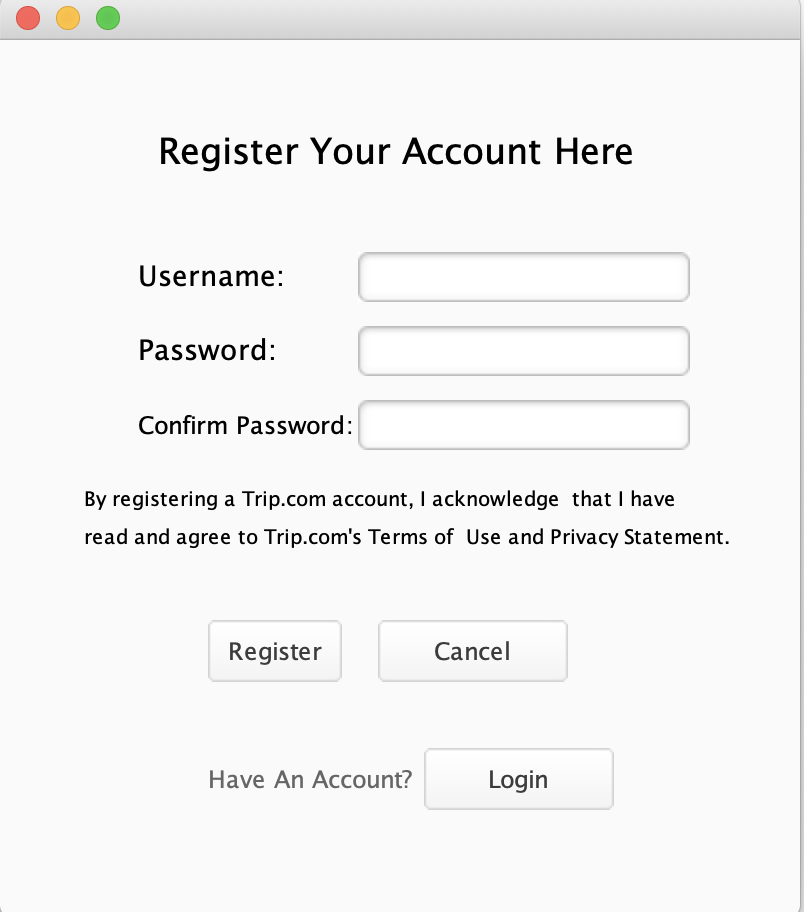 Register Your Account Here
Username:
Password:
Confirm Password:
By registering a Trip.com account, I acknowledge  that I have
read and agree to Trip.com's Terms of  Use and Privacy Statement.
Register Cancel
Have An Account? Login